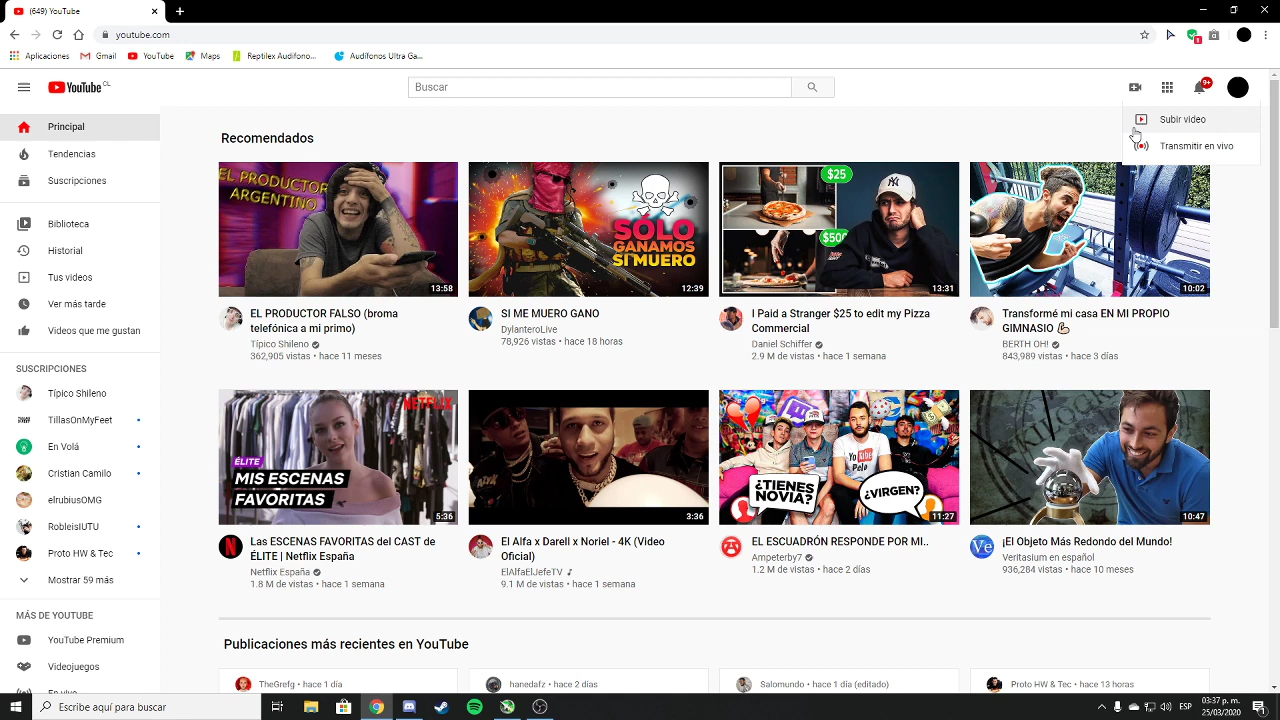 (649) YouTube
youtube.com
1
Aplicaciones
Gmail
YouTube
Maps
Reptilex Audifono...
Audífonos Ultra Ga...
YouTube CL
Buscar
9+
Subir video
Transmitir en vivo
Principal
Tendencias
Suscripciones
Biblioteca
Historial
Tus videos
Ver más tarde
Videos que me gustan
SUSCRIPCIONES
Típico Shileno
TillasOnMyFeet
En Volá
Cristian Camilo
elrubiusOMG
RobleisIUTU
Proto HW & Tec
Mostrar 59 más
MÁS DE YOUTUBE
YouTube Premium
Videojuegos
En vivo
Recomendados
EL PRODUCTOR
ARGENTINO
13:58
EL PRODUCTOR FALSO (broma
telefónica a mi primo)
Típico Shileno
362,905 vistas • hace 11 meses
SÓLO
GANAMOS
SI MUERO
12:39
SI ME MUERO GANO
DylanteroLive
78,926 vistas • hace 18 horas
$25
$500
13:31
I Paid a Stranger $25 to edit my Pizza
Commercial
Daniel Schiffer
2.9 M de vistas • hace 1 semana
10:02
Transformé mi casa EN MI PROPIO
GIMNASIO 💪🏻
BERTH OH!
843,989 vistas • hace 3 días
NETFLIX
ÉLITE
MIS ESCENAS
FAVORITAS
5:36
Las ESCENAS FAVORITAS del CAST de
ÉLITE | Netflix España
Netflix España
1.8 M de vistas • hace 1 semana
3:36
El Alfa x Darell x Noriel - 4K (Video
Oficial)
ElAlfaElJefeTV
9.1 M de vistas • hace 1 semana
¿TIENES
NOVIA?
¿VIRGEN?
11:27
EL ESCUADRÓN RESPONDE POR MI..
Ampeterby7
1.2 M de vistas • hace 2 días
10:47
¡El Objeto Más Redondo del Mundo!
Veritasium en español
936,284 vistas • hace 10 meses
Publicaciones más recientes en YouTube
TheGrefg • hace 1 día
hanedafz • hace 2 días
Salomundo • hace 1 día (editado)
Proto HW & Tec • hace 13 horas
Escribe aquí para buscar
ESP
03:37 p. m.
25/03/2020
1